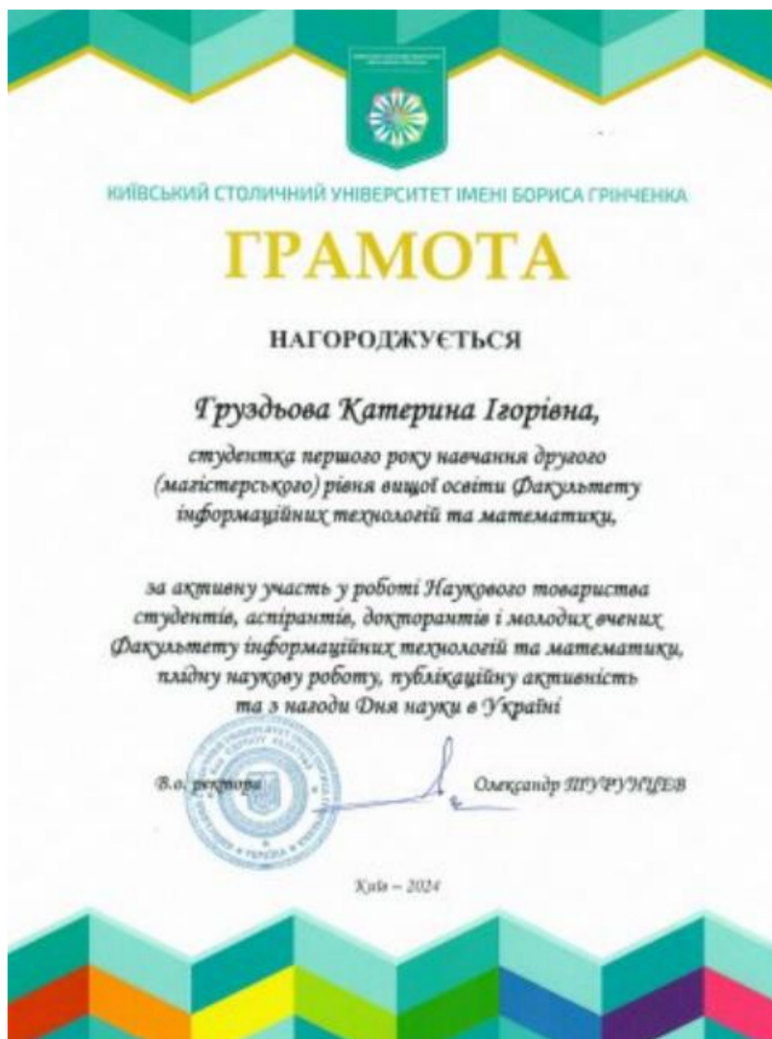 КИЇВСЬКИЙ СТОЛИЧНИЙ УНІВЕРСИТЕТ ІМЕНІ БОРИСА ГРІНЧЕНКА
ГРАМОТА
НАГОРОДЖУЄТЬСЯ
Груздьова Катерина Ігорівна,
студентка першого року навчання другого
(магістерського) рівня вищої освіти Факультету
інформаційних технологій та математики,
за активну участь у роботі Наукового товариства
студентів, аспірантів, докторантів і молодих вчених
Факультету інформаційних технологій та математики,
плідну наукову роботу, публікаційну активність
та з нагоди Дня науки в Україні
В.о. ректора Олександр ТУРУНЦЕВ
Київ – 2024